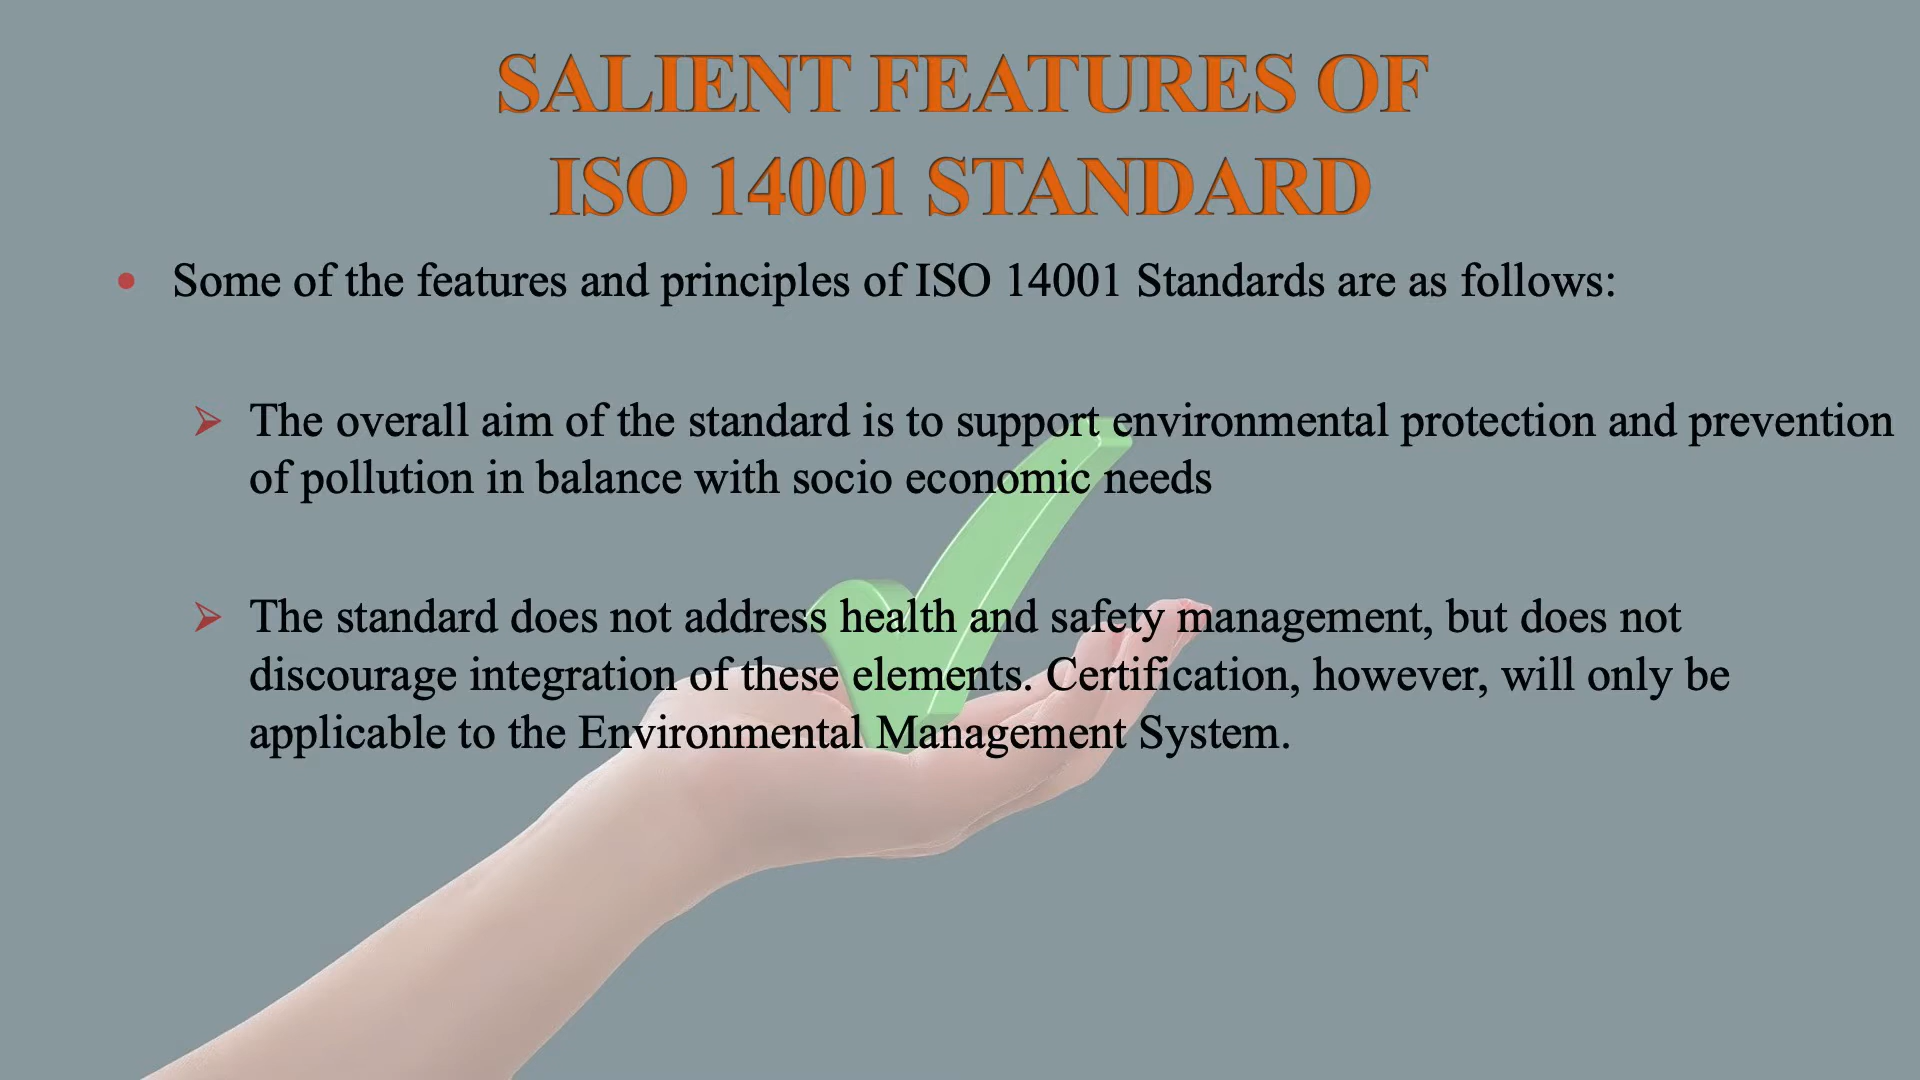 SALIENT FEATURES OF
ISO 14001 STANDARD
• Some of the features and principles of ISO 14001 Standards are as follows:
➢ The overall aim of the standard is to support environmental protection and prevention
of pollution in balance with socio economic needs
➢ The standard does not address health and safety management, but does not
discourage integration of these elements. Certification, however, will only be
applicable to the Environmental Management System.